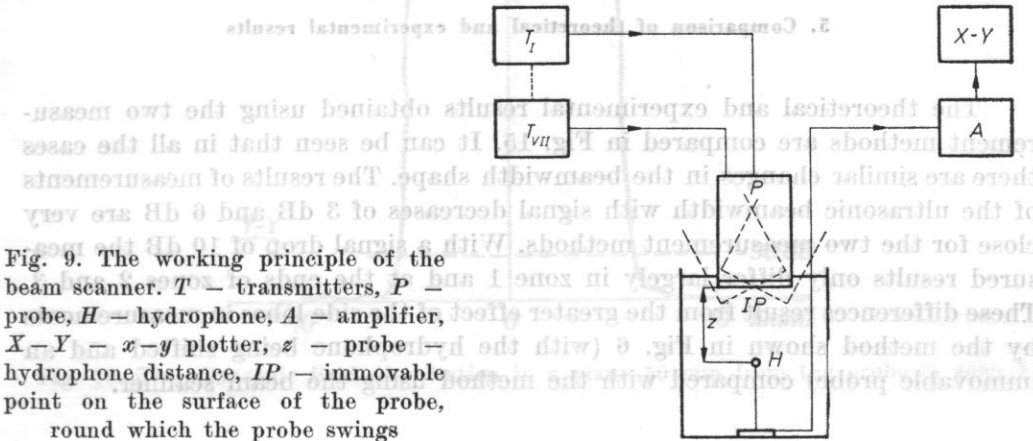 5. Comparison of theoretical and experimental results
T_I
X-Y
The theoretical and experimental results obtained using the two measu-
T_VII
A
rement methods are compared in Fig. 15. It can be seen that in all the cases
there are similar changes in the beamwidth shape. The results of measurements
P
of the ultrasonic beamwidth with signal decreases of 3 dB and 6 dB are very
close for the two measurement methods. With a signal drop of 10 dB the mea-
sured results only differ largely in zone 1 and at the ends of zones 2 and
These differences result from the greater effect of the side lobes in
by the method shown in Fig. 6 (with the hydrophone being shifted and an
immovable probe) compared with the method using the beam scanner.
IP
z
H
Fig. 9. The working principle of the
beam scanner. T — transmitters, P —
probe, H — hydrophone, A — amplifier,
X-Y — x-y plotter, z — probe —
hydrophone distance, IP — immovable
point on the surface of the probe,
round which the probe swings